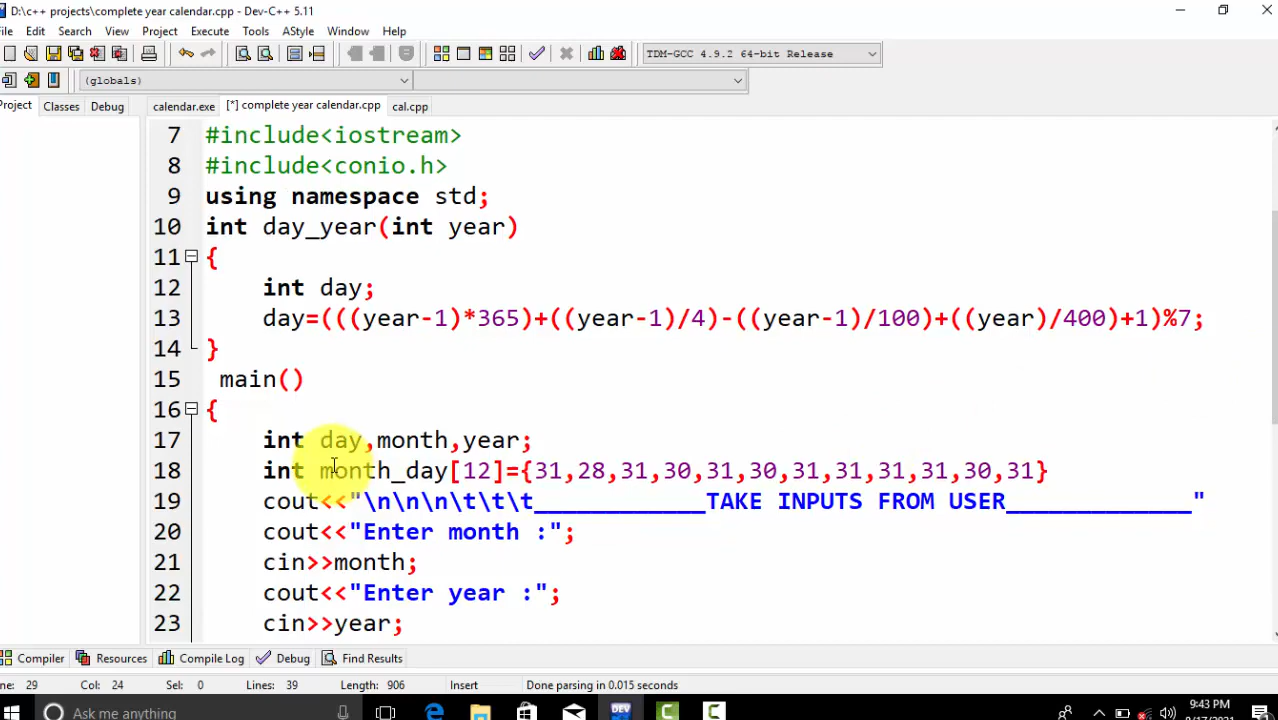 D:\c++ projects\complete year calendar.cpp - Dev-C++ 5.11
File Edit Search View Project Execute Tools AStyle Window Help
TDM-GCC 4.9.2 64-bit Release
(globals)
Project Classes Debug calendar.exe [*] complete year calendar.cpp cal.cpp
7 #include<iostream>
8 #include<conio.h>
9 using namespace std;
10 int day_year(int year)
11 {
12 int day;
13 day=(((year-1)*365)+((year-1)/4)-((year-1)/100)+((year)/400)+1)%7;
14 }
15 main()
16 {
17 int day,month,year;
18 int month_day[12]={31,28,31,30,31,30,31,31,31,31,30,31}
19 cout<<"\n\n\n\t\t\t____________TAKE INPUTS FROM USER_____________"
20 cout<<"Enter month :";
21 cin>>month;
22 cout<<"Enter year :";
23 cin>>year;
Compiler Resources Compile Log Debug Find Results
ne: 29 Col: 24 Sel: 0 Lines: 39 Length: 906 Insert Done parsing in 0.015 seconds
Ask me anything
DEV
9:43 PM